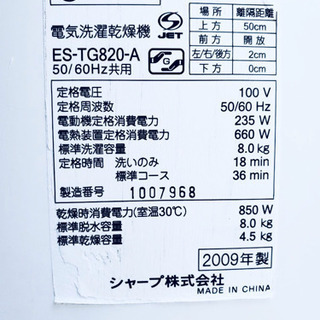 電気洗濯乾燥機
ES-TG820-A
50/60Hz共用
S JET
G
場所 離隔距離
上方 50cm
前方 開放
左/右/後方 2cm
下方 0cm
定格電圧 100 V
定格周波数 50/60 Hz
電動機定格消費電力 235 W
電熱装置定格消費電力 660 W
標準洗濯容量 8.0kg
定格時間 洗いのみ 18 min
標準コース 36 min
製造番号 1007968
乾燥時消費電力(室温30℃) 850 W
標準脱水容量 8.0 kg
標準乾燥容量 4.5 kg
2009年製
シャープ株式会社
MADE IN CHINA